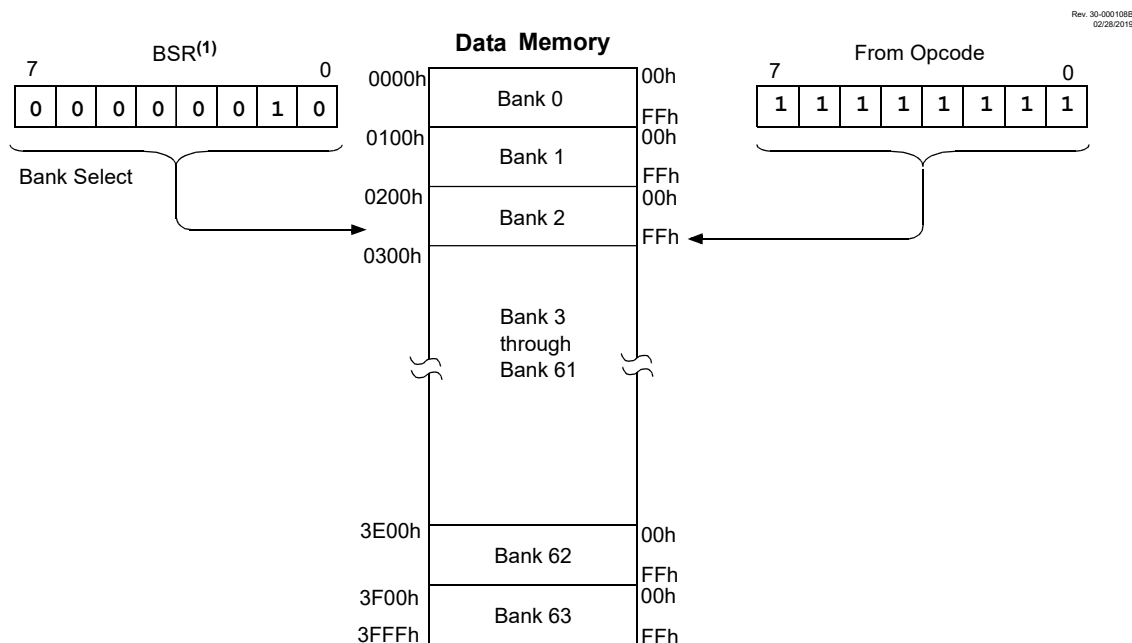 Rev. 30-000108B
02/28/2019
BSR(1)
7 0
0 0 0 0 0 0 1 0
Bank Select
Data Memory
From Opcode
7 0
1 1 1 1 1 1 1 1
0000h Bank 0 00h
FFh
0100h Bank 1 00h
FFh
0200h Bank 2 00h
FFh
0300h
Bank 3
through
Bank 61
3E00h Bank 62 00h
FFh
3F00h Bank 63 00h
3FFFh FFh